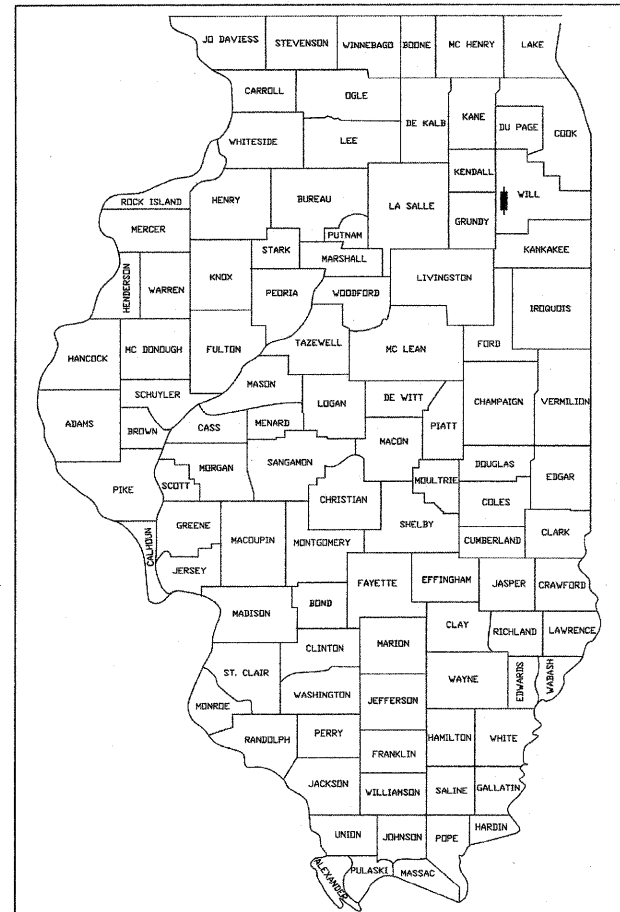 JO DAVIESS
STEVENSON
WINNEBAGO
BOONE
MC HENRY
LAKE
CARROLL
OGLE
DE KALB
KANE
DU PAGE
COOK
WHITESIDE
LEE
KENDALL
WILL
ROCK ISLAND
HENRY
BUREAU
LA SALLE
GRUNDY
MERCER
PUTNAM
KANKAKEE
STARK
MARSHALL
HENDERSON
WARREN
KNOX
PEORIA
WOODFORD
LIVINGSTON
IROQUOIS
HANCOCK
MC DONOUGH
FULTON
TAZEWELL
MC LEAN
FORD
MASON
SCHUYLER
LOGAN
DE WITT
CHAMPAIGN
VERMILION
ADAMS
BROWN
CASS
MENARD
PIATT
MACON
MORGAN
SANGAMON
DOUGLAS
EDGAR
PIKE
SCOTT
CHRISTIAN
MOULTRIE
COLES
CALHOUN
GREENE
MACOUPIN
MONTGOMERY
SHELBY
CUMBERLAND
CLARK
JERSEY
FAYETTE
EFFINGHAM
JASPER
CRAWFORD
MADISON
BOND
CLAY
RICHLAND
LAWRENCE
CLINTON
MARION
ST. CLAIR
WAYNE
EDWARDS
WABASH
WASHINGTON
JEFFERSON
MONROE
RANDOLPH
PERRY
HAMILTON
WHITE
FRANKLIN
JACKSON
WILLIAMSON
SALINE
GALLATIN
UNION
JOHNSON
POPE
HARDIN
ALEXANDER
PULASKI
MASSAC